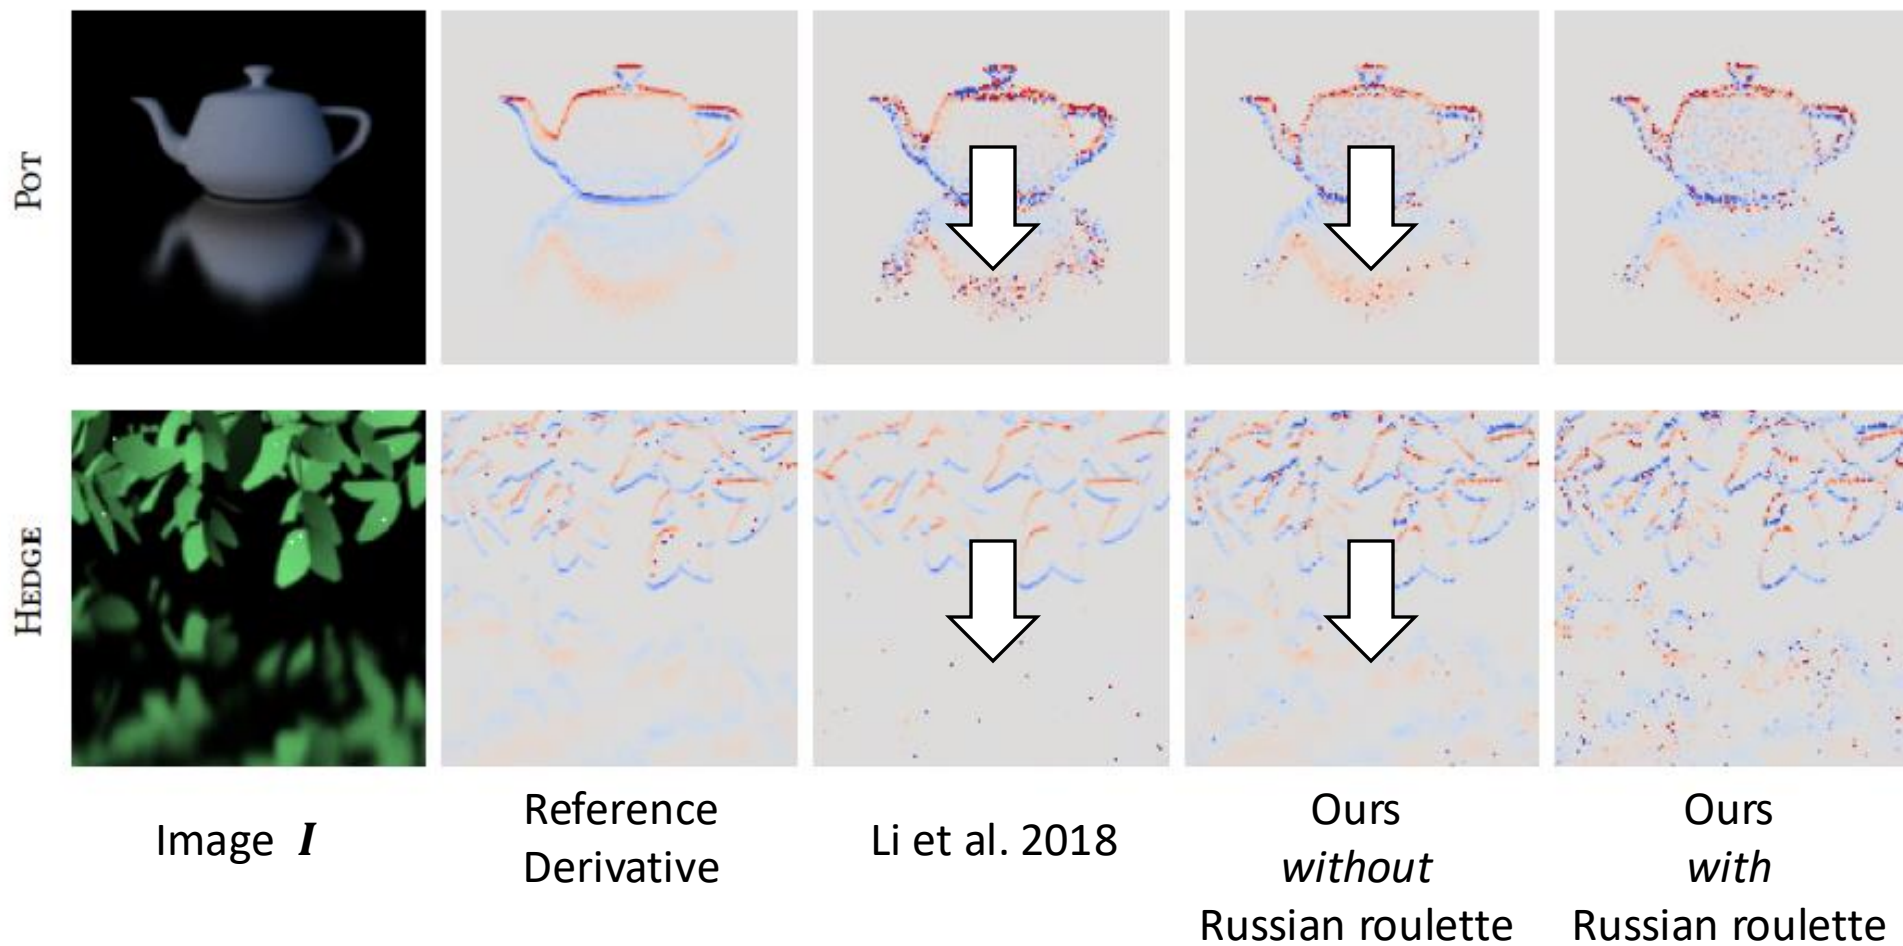 POT
HEDGE
Image I
Reference
Derivative
Li et al. 2018
Ours
without
Russian roulette
Ours
with
Russian roulette